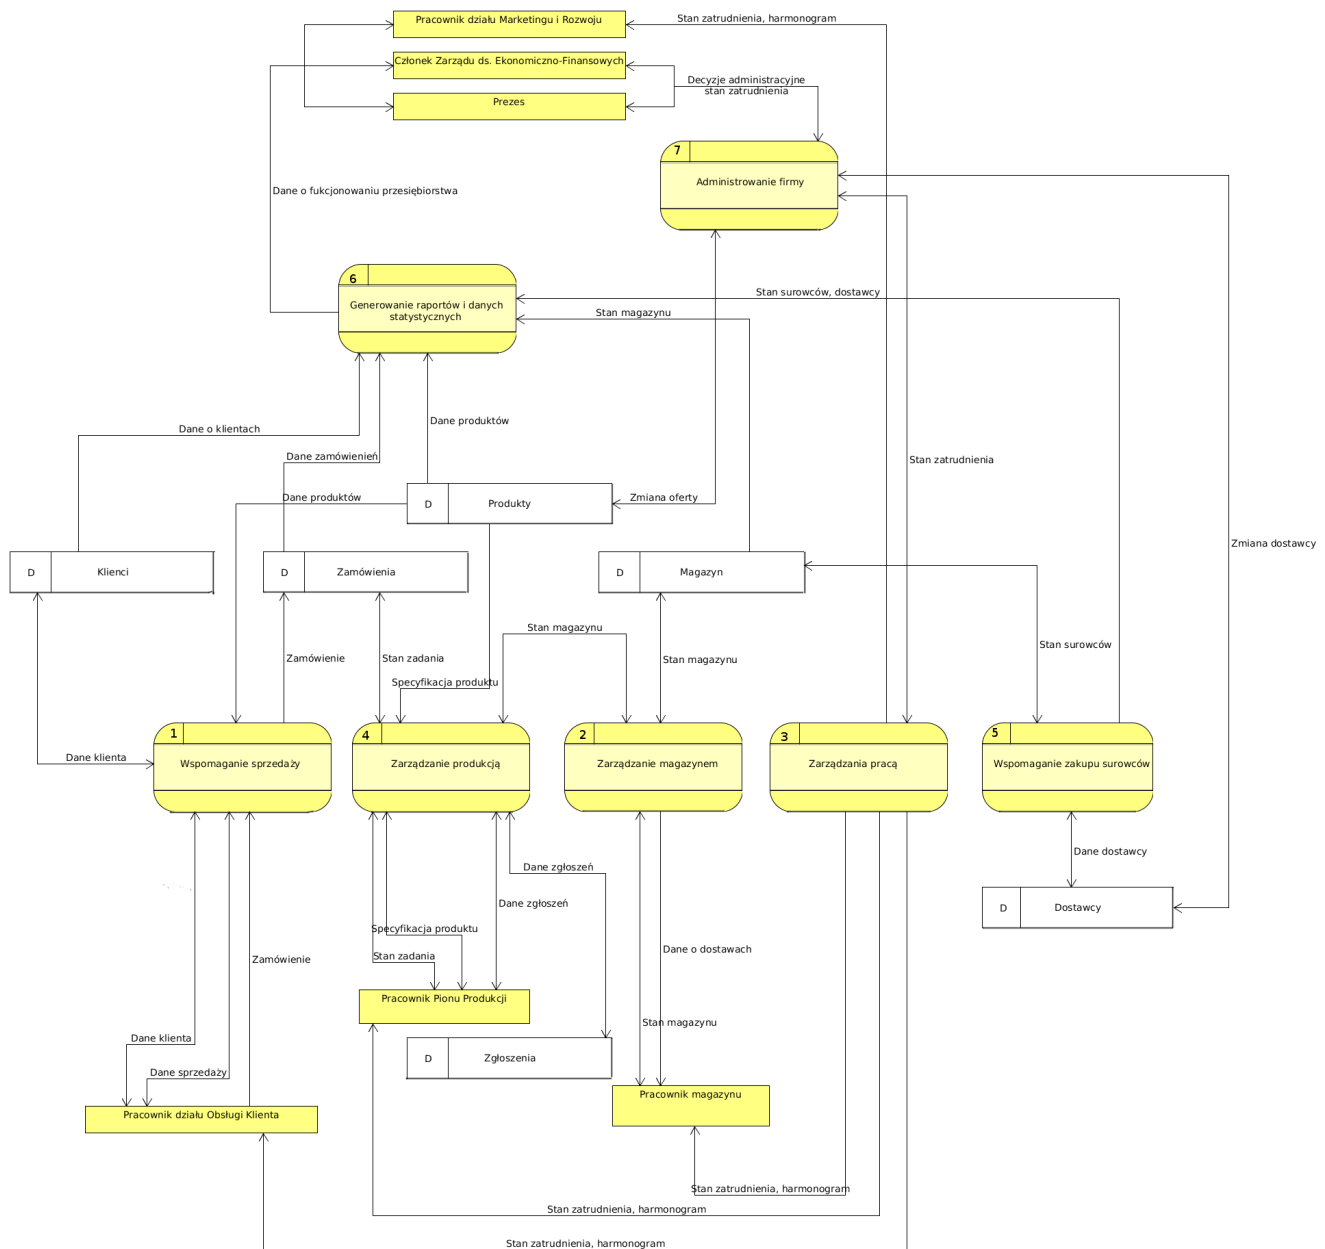 Pracownik działu Marketingu i Rozwoju
Stan zatrudnienia, harmonogram
Członek Zarządu ds. Ekonomiczno-Finansowych
Decyzje administracyjne
stan zatrudnienia
Prezes
7
Administrowanie firmy
Dane o fukcjonowaniu przesiębiorstwa
6
Generowanie raportów i danych
statystycznych
Stan surowców, dostawcy
Stan magazynu
Dane o klientach
Dane produktów
Dane zamówienień
Stan zatrudnienia
Dane produktów
D
Produkty
Zmiana oferty
Zmiana dostawcy
D
Klienci
D
Zamówienia
D
Magazyn
Stan magazynu
Stan surowców
Zamówienie
Stan zadania
Stan magazynu
Specyfikacja produktu
1
Wspomaganie sprzedaży
4
Zarządzanie produkcją
2
Zarządzanie magazynem
3
Zarządzania pracą
5
Wspomaganie zakupu surowców
Dane klienta
Dane zgłoszeń
Dane dostawcy
Dane zgłoszeń
D
Dostawcy
Specyfikacja produktu
Stan zadania
Zamówienie
Dane o dostawach
Pracownik Pionu Produkcji
Stan magazynu
Dane klienta
D
Zgłoszenia
Dane sprzedaży
Pracownik magazynu
Pracownik działu Obsługi Klienta
Stan zatrudnienia, harmonogram
Stan zatrudnienia, harmonogram
Stan zatrudnienia, harmonogram